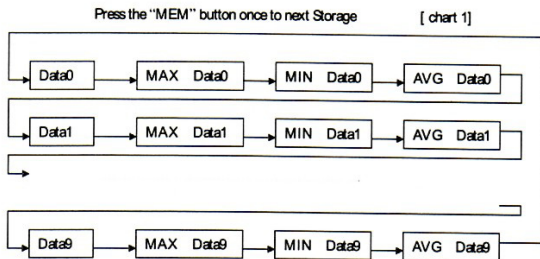 Press the “MEM” button once to next Storage [ chart 1]
Data0 MAX Data0 MIN Data0 AVG Data0
Data1 MAX Data1 MIN Data1 AVG Data1
Data9 MAX Data9 MIN Data9 AVG Data9